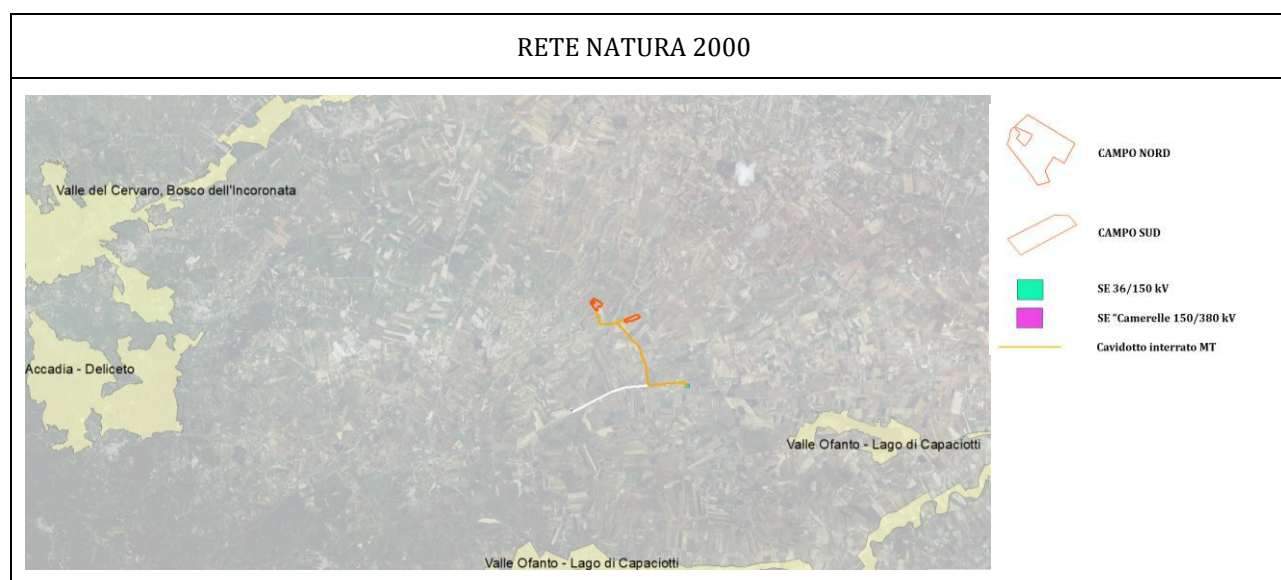 RETE NATURA 2000
Valle del Cervaro, Bosco dell'Incoronata
Accadia - Deliceto
Valle Ofanto - Lago di Capaciotti
Valle Ofanto - Lago di Capaciotti
CAMPO NORD
CAMPO SUD
SE 36/150 kV
SE "Camerelle 150/380 kV
Cavidotto interrato MT